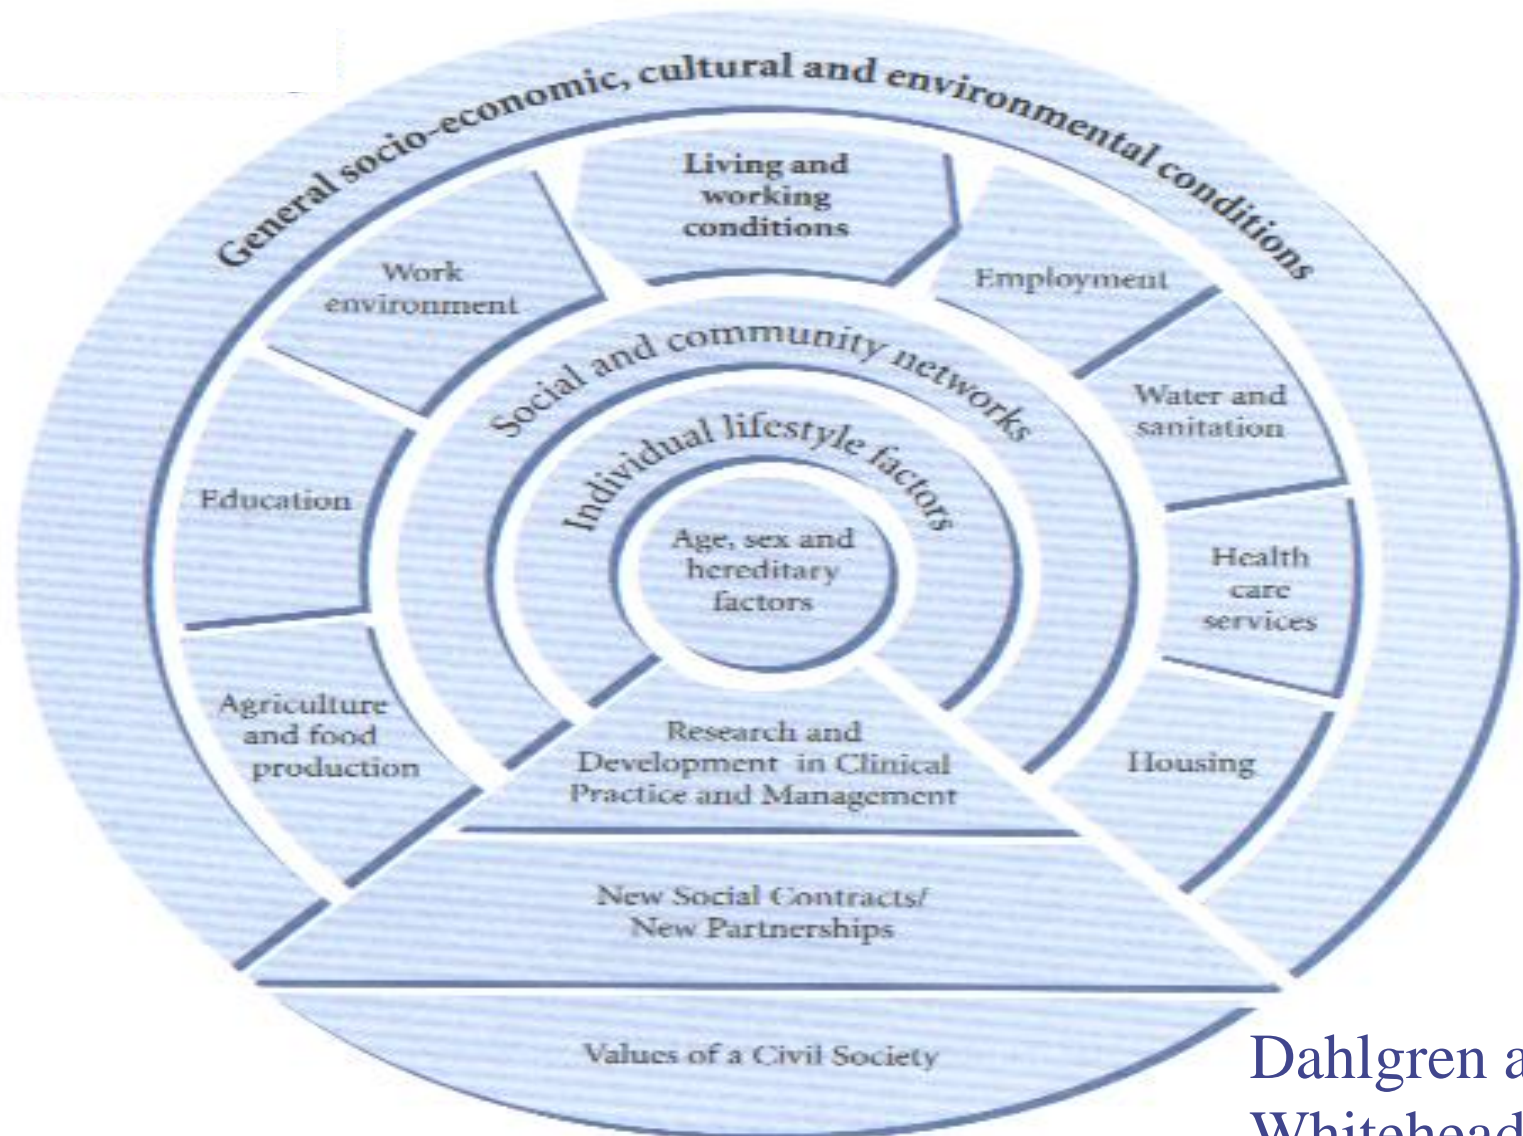 General socio-economic, cultural and environmental conditions
Living and
working
conditions
Work
environment
Employment
Social and community networks
Water and
sanitation
Individual lifestyle factors
Education
Age, sex and
hereditary
factors
Health
care
services
Agriculture
and food
production
Research and
Development in Clinical
Practice and Management
Housing
New Social Contracts/
New Partnerships
Values of a Civil Society
Dahlgren a
Whitehead